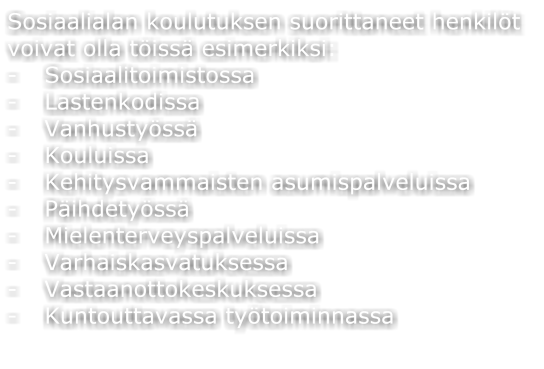 Sosiaalialan koulutuksen suorittaneet henkilöt
voivat olla töissä esimerkiksi:
- Sosiaalitoimistossa
- Lastenkodissa
- Vanhustyössä
- Kouluissa
- Kehitysvammaisten asumispalveluissa
- Päihdetyössä
- Mielenterveyspalveluissa
- Varhaiskasvatuksessa
- Vastaanottokeskuksessa
- Kuntouttavassa työtoiminnassa